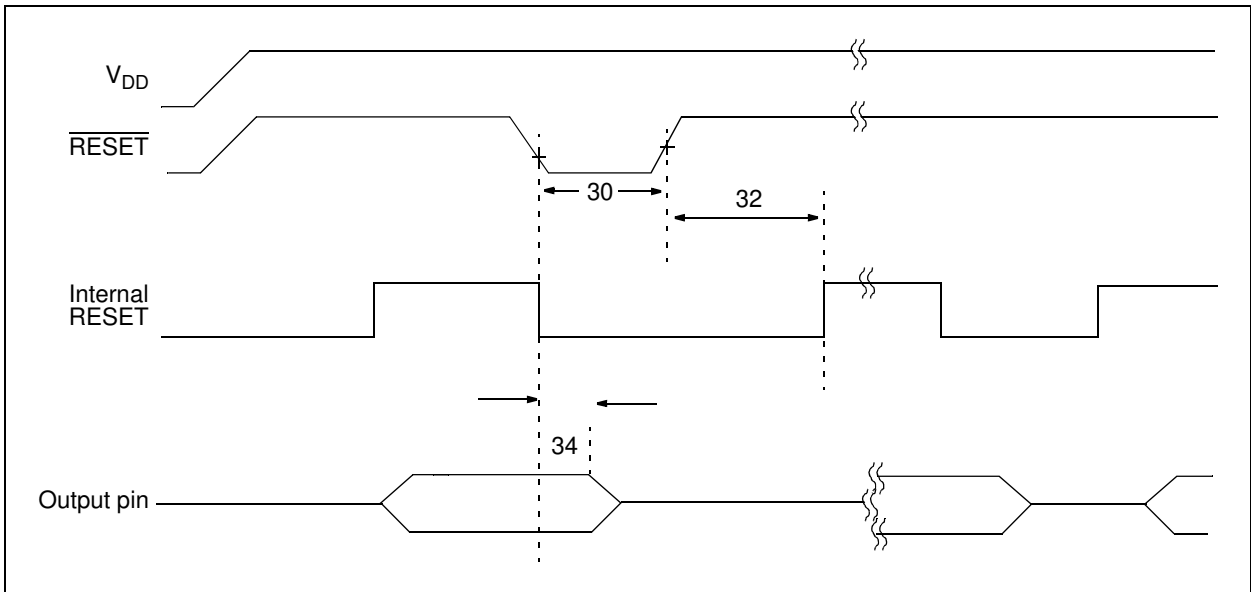 VDD
RESET
30
32
Internal
RESET
34
Output pin